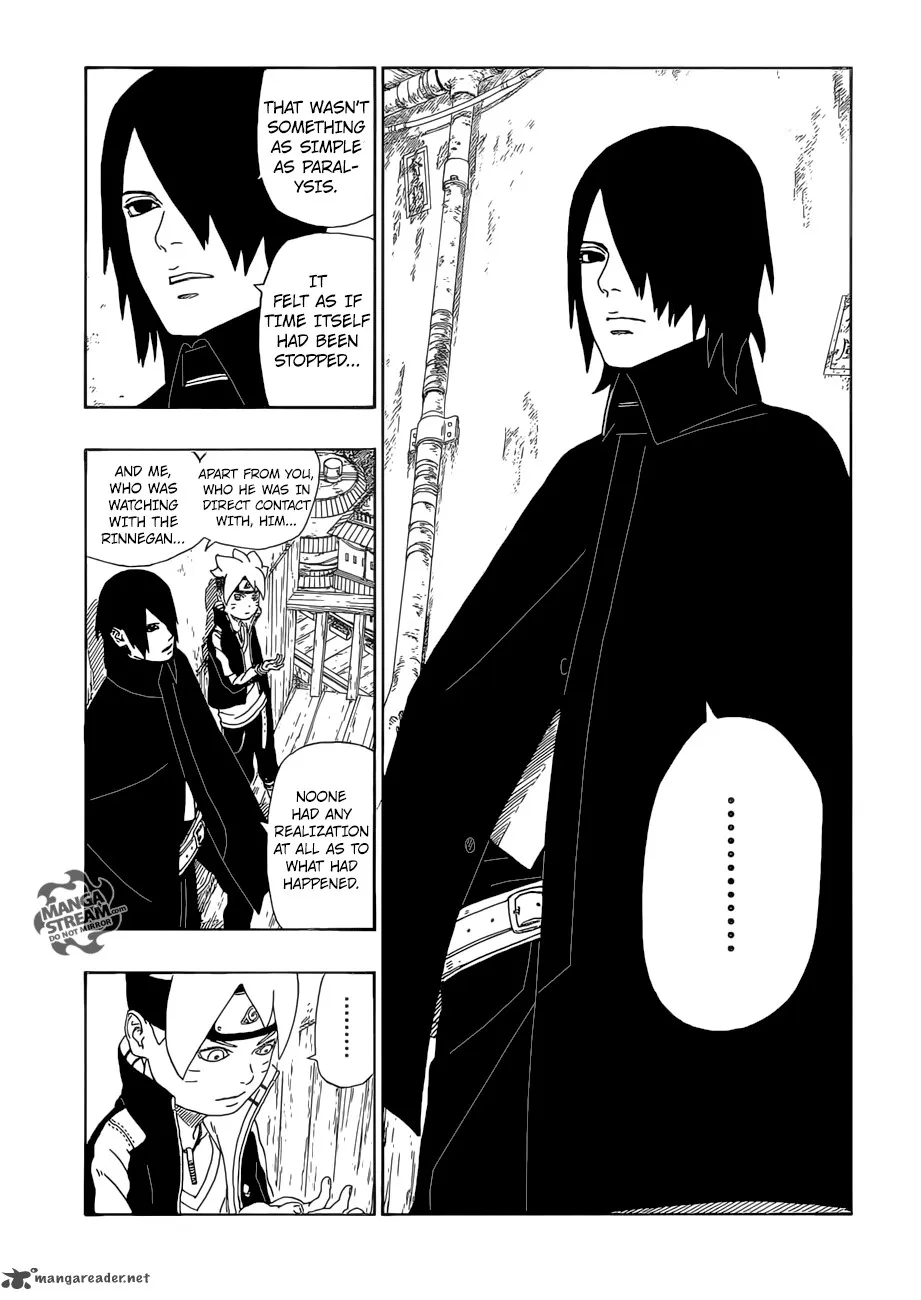 .............
THAT WASN'T
SOMETHING
AS SIMPLE
AS PARAL-
YSIS.
IT
FELT AS IF
TIME ITSELF
HAD BEEN
STOPPED...
APART FROM YOU,
WHO HE WAS IN
DIRECT CONTACT
WITH, HIM...
AND ME,
WHO WAS
WATCHING
WITH THE
RINNEGAN...
NOONE
HAD ANY
REALIZATION
AT ALL AS TO
WHAT HAD
HAPPENED.
........
MANGA
STREAM.com
DO NOT MIRROR
mangareader.net